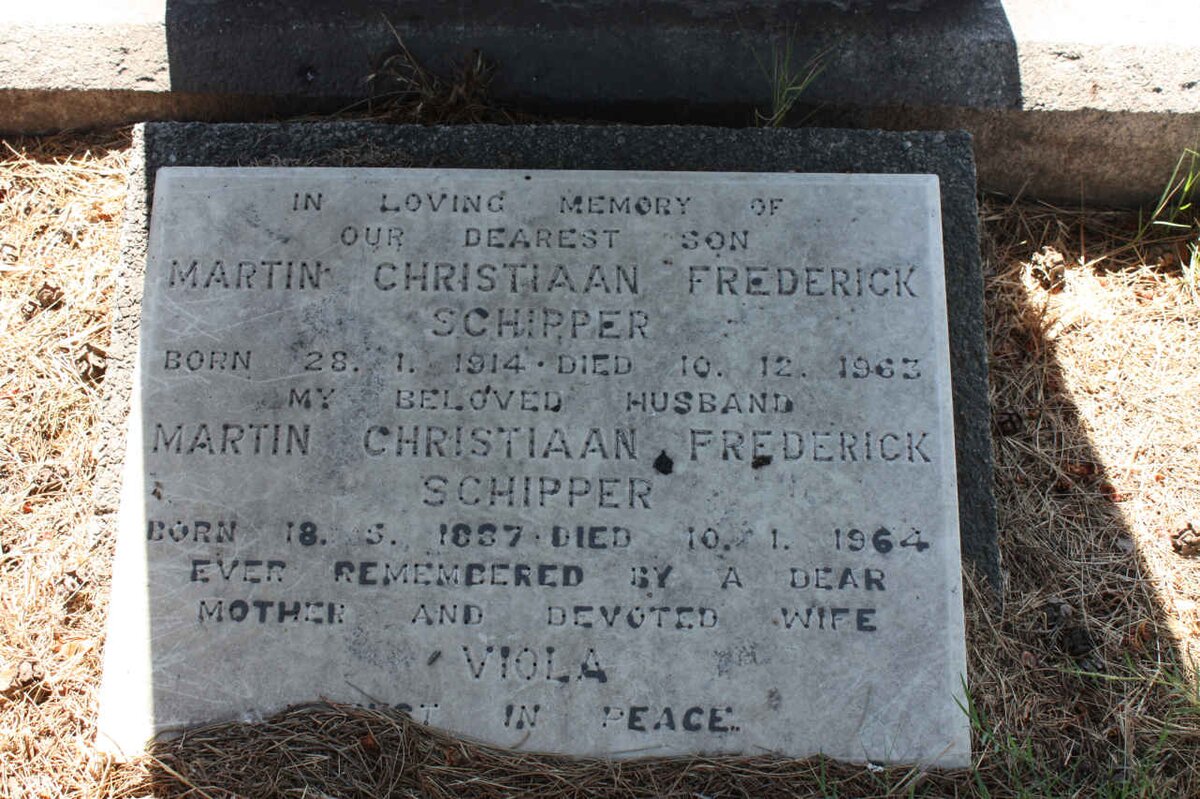 IN LOVING MEMORY OF
OUR DEAREST SON
MARTIN CHRISTIAAN FREDERICK
SCHIPPER
BORN 28. 1. 1914 · DIED 10. 12. 1963
MY BELOVED HUSBAND
MARTIN CHRISTIAAN FREDERICK
SCHIPPER
BORN 18. 5. 1887 · DIED 10. 1. 1964
EVER REMEMBERED BY A DEAR
MOTHER AND DEVOTED WIFE
VIOLA
REST IN PEACE.